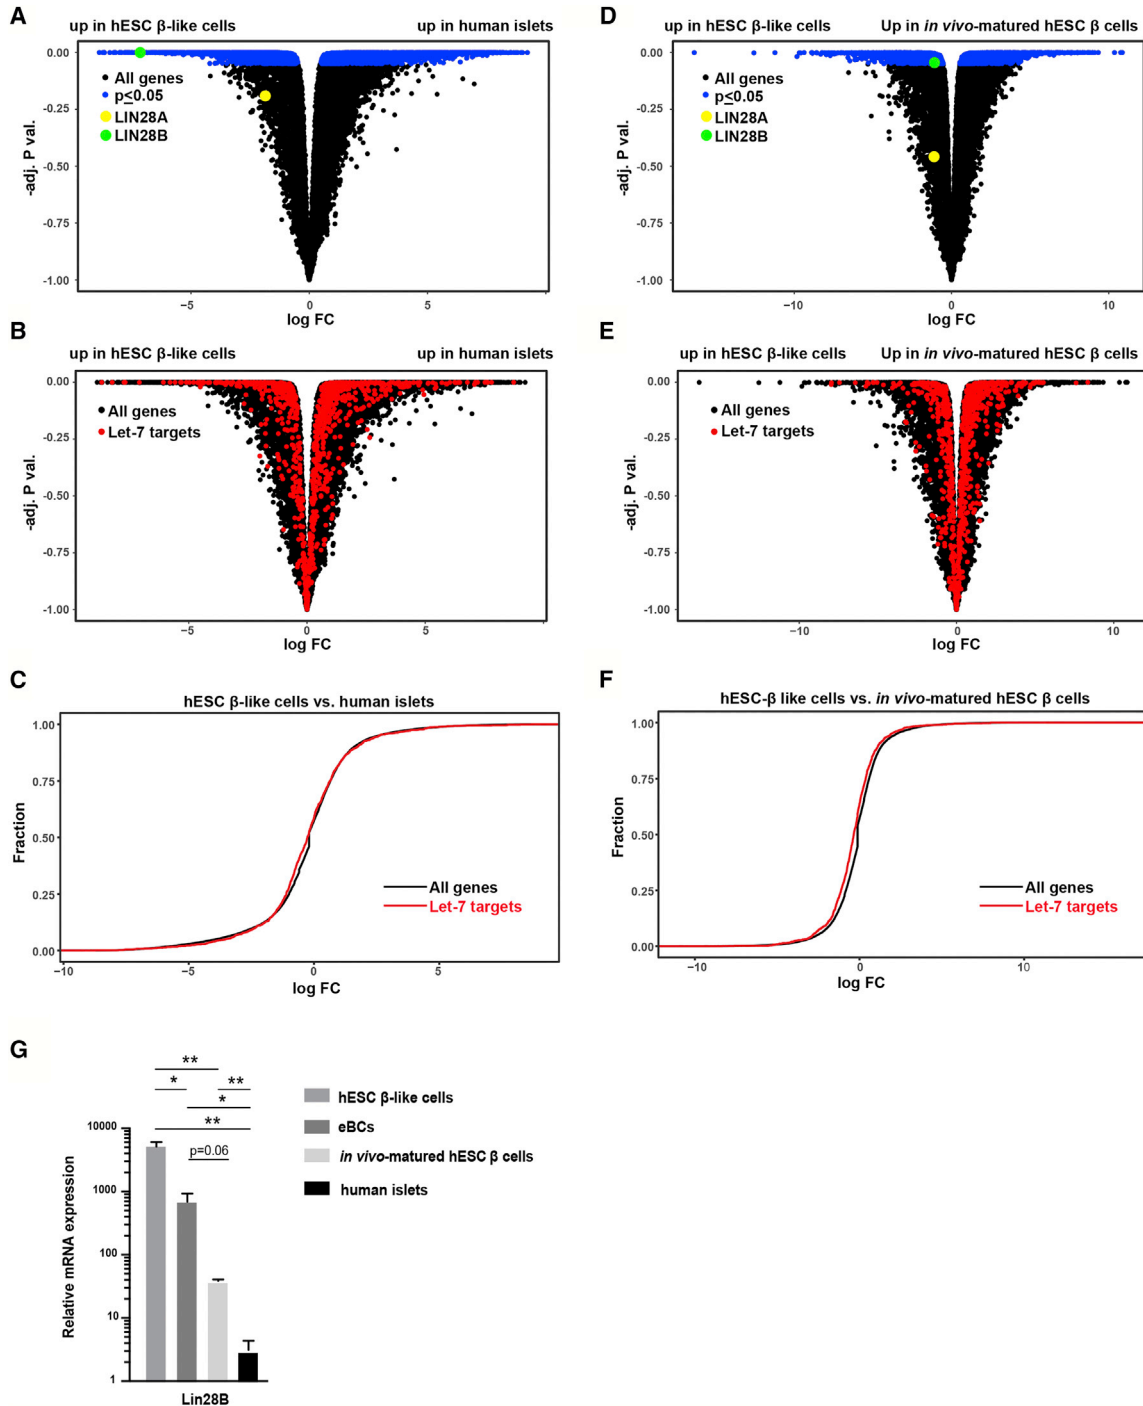 A
up in hESC β-like cells
up in human islets
0.00
-0.25
-0.50
-0.75
-1.00
-adj. P val.
All genes
p≤0.05
LIN28A
LIN28B
−5
0
5
log FC
D
up in hESC β-like cells
Up in in vivo-matured hESC β cells
0.00
-0.25
-0.50
-0.75
-1.00
-adj. P val.
All genes
p≤0.05
LIN28A
LIN28B
−10
0
10
log FC
B
up in hESC β-like cells
up in human islets
0.00
-0.25
-0.50
-0.75
-1.00
-adj. P val.
All genes
Let-7 targets
−5
0
5
log FC
E
up in hESC β-like cells
Up in in vivo-matured hESC β cells
0.00
-0.25
-0.50
-0.75
-1.00
-adj. P val.
All genes
Let-7 targets
−10
0
10
log FC
C
hESC β-like cells vs. human islets
1.00
0.75
0.50
0.25
0.00
Fraction
All genes
Let-7 targets
−10
−5
0
5
log FC
F
hESC-β like cells vs. in vivo-matured hESC β cells
1.00
0.75
0.50
0.25
0.00
Fraction
All genes
Let-7 targets
−10
0
10
log FC
G
**
* **
*
**
p=0.06
10000
1000
100
10
1
Relative mRNA expression
Lin28B
hESC β-like cells
eBCs
in vivo-matured hESC β cells
human islets